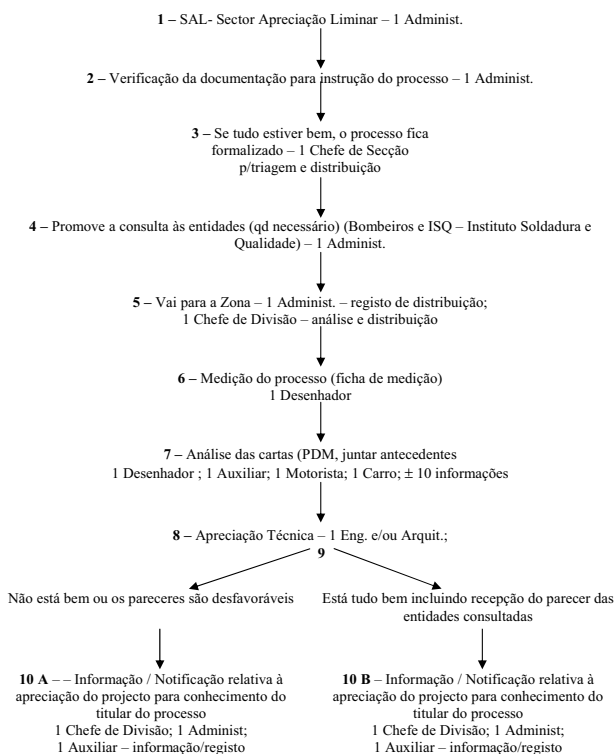 1 – SAL- Sector Apreciação Liminar – 1 Administ.
2 – Verificação da documentação para instrução do processo – 1 Administ.
3 – Se tudo estiver bem, o processo fica
formalizado – 1 Chefe de Secção
p/triagem e distribuição
4 – Promove a consulta às entidades (qd necessário) (Bombeiros e ISQ – Instituto Soldadura e
Qualidade) – 1 Administ.
5 – Vai para a Zona – 1 Administ. – registo de distribuição;
1 Chefe de Divisão – análise e distribuição
6 – Medição do processo (ficha de medição)
1 Desenhador
7 – Análise das cartas (PDM, juntar antecedentes
1 Desenhador ; 1 Auxiliar; 1 Motorista; 1 Carro; ± 10 informações
8 – Apreciação Técnica – 1 Eng. e/ou Arquit.;
9
Não está bem ou os pareceres são desfavoráveis
Está tudo bem incluindo recepção do parecer das
entidades consultadas
10 A – – Informação / Notificação relativa à
apreciação do projecto para conhecimento do
titular do processo
1 Chefe de Divisão; 1 Administ;
1 Auxiliar – informação/registo
10 B – Informação / Notificação relativa à
apreciação do projecto para conhecimento do
titular do processo
1 Chefe de Divisão; 1 Administ;
1 Auxiliar – informação/registo